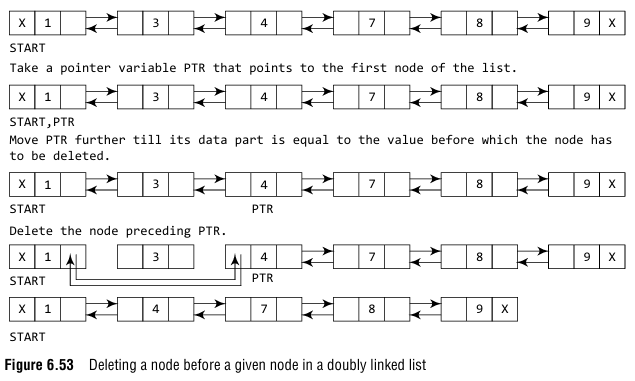 X 1 3 4 7 8 9 X
START
Take a pointer variable PTR that points to the first node of the list.
X 1 3 4 7 8 9 X
START,PTR
Move PTR further till its data part is equal to the value before which the node has
to be deleted.
X 1 3 4 7 8 9 X
START PTR
Delete the node preceding PTR.
X 1 3 4 7 8 9 X
START PTR
X 1 4 7 8 9 X
START
Figure 6.53 Deleting a node before a given node in a doubly linked list